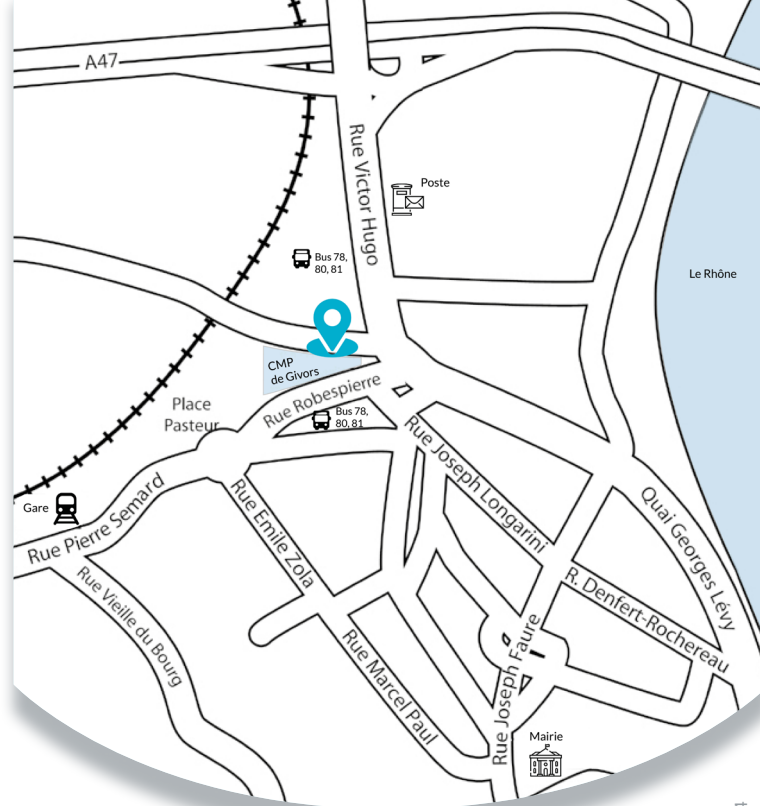 A47
Rue Victor Hugo
Poste
Bus 78,
80, 81
Le Rhône
CMP
de Givors
Place
Pasteur
Rue Robespierre
Bus 78,
80, 81
Rue Joseph Longarini
Gare
Rue Pierre Semard
Rue Emile Zola
Quai Georges Lévy
R. Denfert-Rochereau
Rue Vieille du Bourg
Rue Marcel Paul
Rue Joseph Faure
Mairie